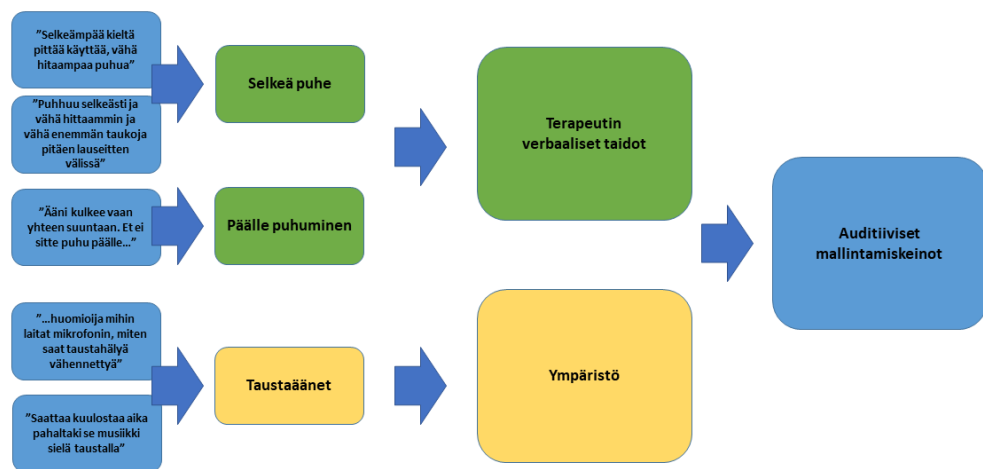 ”Selkeämpää kieltä
pittää käyttää, vähä
hitaampaa puhua”
”Puhhuu selkeästi ja
vähä hittaammin ja
vähä enemmän taukoja
pitäen lauseitten
välissä”
”Ääni kulkee vaan
yhteen suuntaan. Et ei
sitte puhu päälle…”
”…huomioija mihin
laitat mikrofonin, miten
saat taustahälyä
vähennettyä”
”Saattaa kuulostaa aika
pahaltaki se musiikki
sielä taustalla”
Selkeä puhe
Päälle puhuminen
Taustaäänet
Terapeutin
verbaaliset taidot
Ympäristö
Auditiiviset
mallintamiskeinot